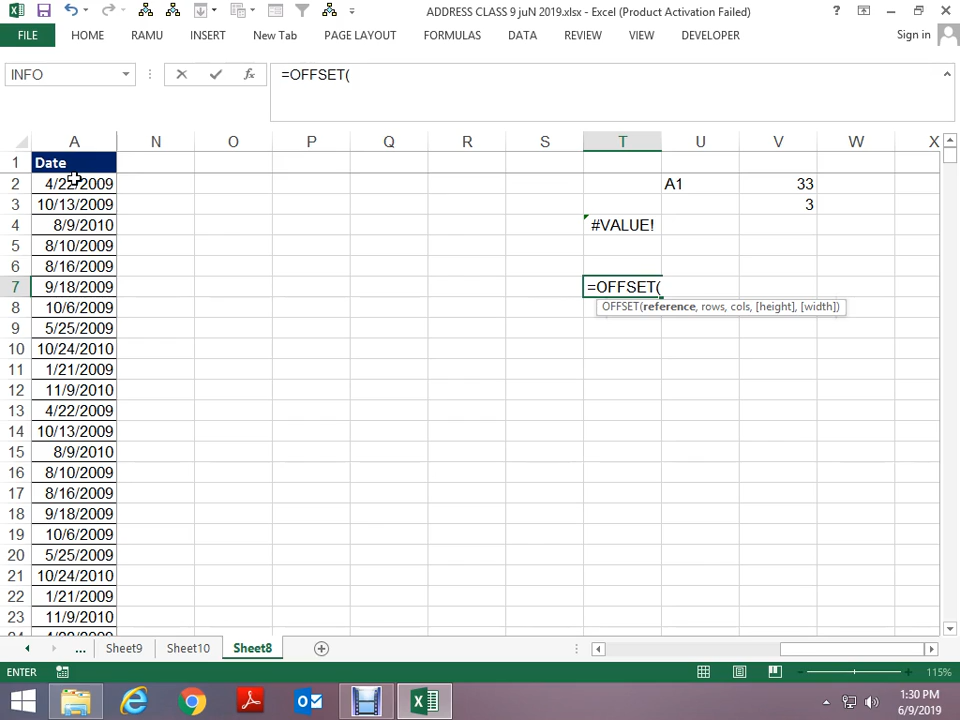 ADDRESS CLASS 9 juN 2019.xlsx - Excel (Product Activation Failed)
?
FILE HOME RAMU INSERT New Tab PAGE LAYOUT FORMULAS DATA REVIEW VIEW DEVELOPER Sign in
INFO fx =OFFSET(
A N O P Q R S T U V W X
1 Date
2 4/22/2009 A1 33
3 10/13/2009 3
4 8/9/2010 #VALUE!
5 8/10/2009
6 8/16/2009
7 9/18/2009 =OFFSET(
8 10/6/2009 OFFSET(reference, rows, cols, [height], [width])
9 5/25/2009
10 10/24/2010
11 1/21/2009
12 11/9/2010
13 4/22/2009
14 10/13/2009
15 8/9/2010
16 8/10/2009
17 8/16/2009
18 9/18/2009
19 10/6/2009
20 5/25/2009
21 10/24/2010
22 1/21/2009
23 11/9/2010
24 4/22/2009
... Sheet9 Sheet10 Sheet8
ENTER 115%
1:30 PM
6/9/2019